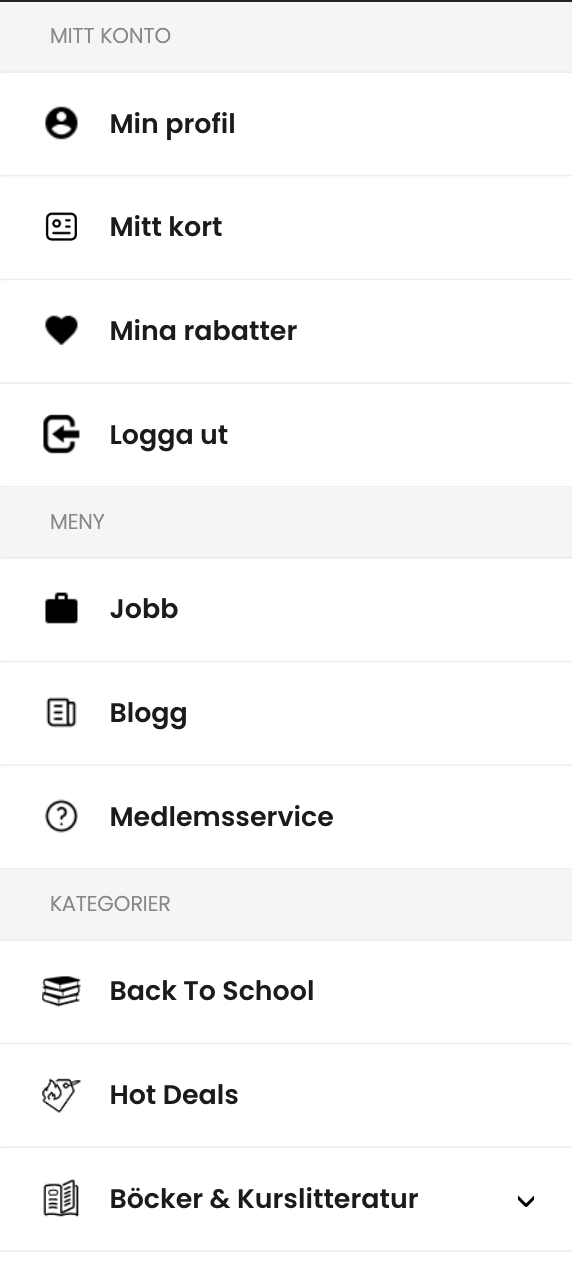 MITT KONTO
Min profil
Mitt kort
Mina rabatter
Logga ut
MENY
Jobb
Blogg
Medlemsservice
KATEGORIER
Back To School
Hot Deals
Böcker & Kurslitteratur